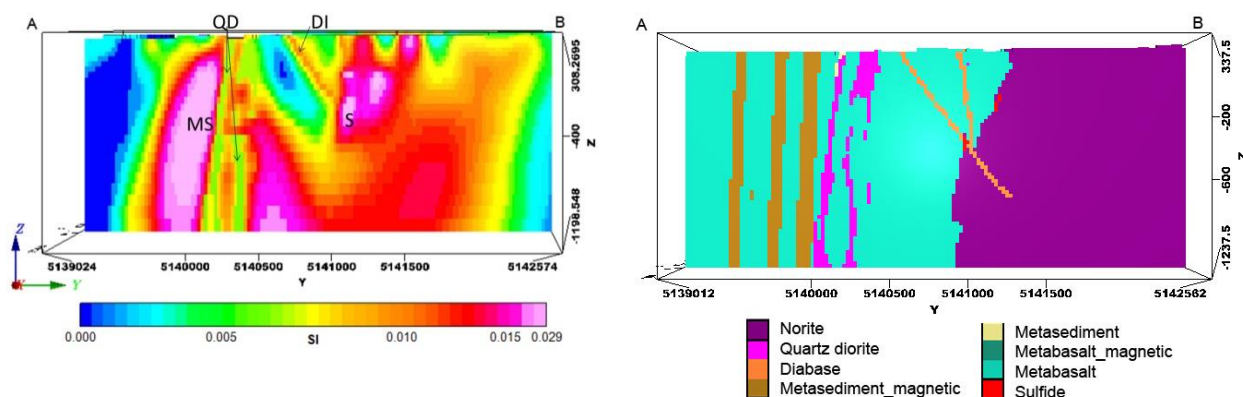 A QD DI B
MS S
308.2695
-400
-1198.548
Z
Z
X Y
5139024 5140000 5140500 5141000 5141500 5142574
Y
0.000 0.005 0.010 0.015 0.029
SI
A B
337.5
-200
-600
-1237.5
Z
5139012 5140000 5140500 5141000 5141500 5142562
Y
Norite
Quartz diorite
Diabase
Metasediment_magnetic
Metasediment
Metabasalt_magnetic
Metabasalt
Sulfide